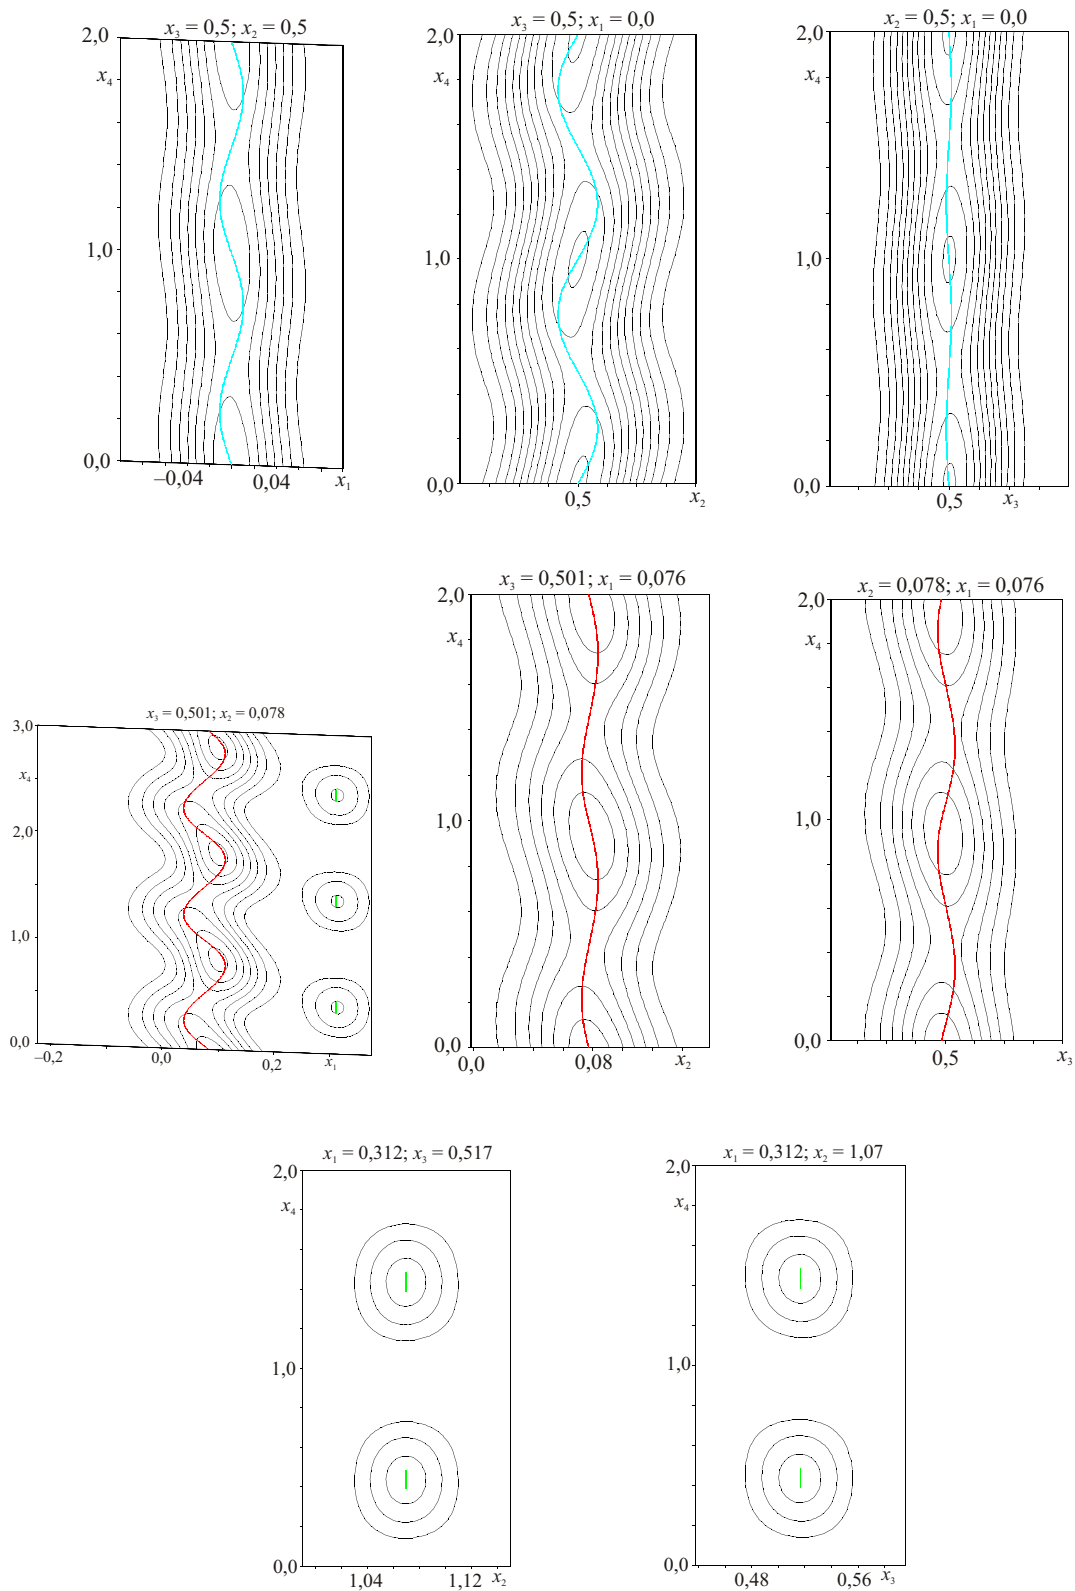 x₃ = 0,5; x₂ = 0,5
2,0
x₄
1,0
0,0
–0,04 0,04 x₁
x₃ = 0,5; x₁ = 0,0
2,0
x₄
1,0
0,0
0,5 x₂
x₂ = 0,5; x₁ = 0,0
2,0
x₄
1,0
0,0
0,5 x₃
x₃ = 0,501; x₂ = 0,078
3,0
x₄
2,0
1,0
0,0
–0,2 0,0 0,2 x₁
x₃ = 0,501; x₁ = 0,076
2,0
x₄
1,0
0,0
0,0 0,08 x₂
x₂ = 0,078; x₁ = 0,076
2,0
x₄
1,0
0,0
0,5 x₃
x₁ = 0,312; x₃ = 0,517
2,0
x₄
1,0
0,0
1,04 1,12 x₂
x₁ = 0,312; x₂ = 1,07
2,0
x₄
1,0
0,0
0,48 0,56 x₃